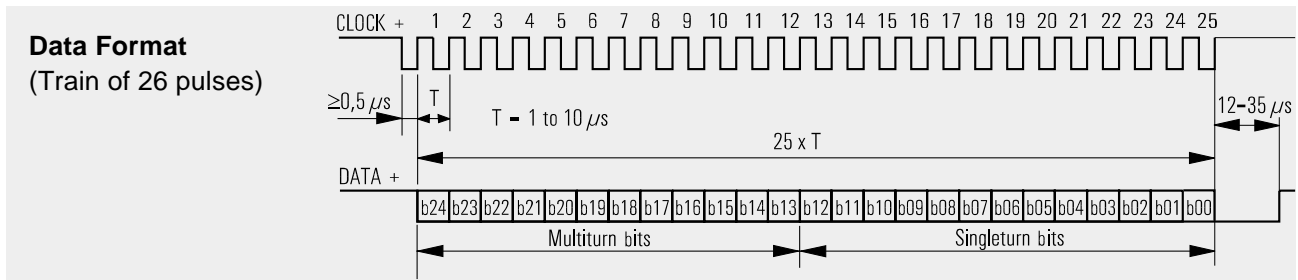 CLOCK + 1 2 3 4 5 6 7 8 9 10 11 12 13 14 15 16 17 18 19 20 21 22 23 24 25
Data Format
(Train of 26 pulses)
≥0,5 µs T T = 1 to 10 µs 12–35 µs
25 x T
DATA +
b24 b23 b22 b21 b20 b19 b18 b17 b16 b15 b14 b13 b12 b11 b10 b09 b08 b07 b06 b05 b04 b03 b02 b01 b00
Multiturn bits Singleturn bits